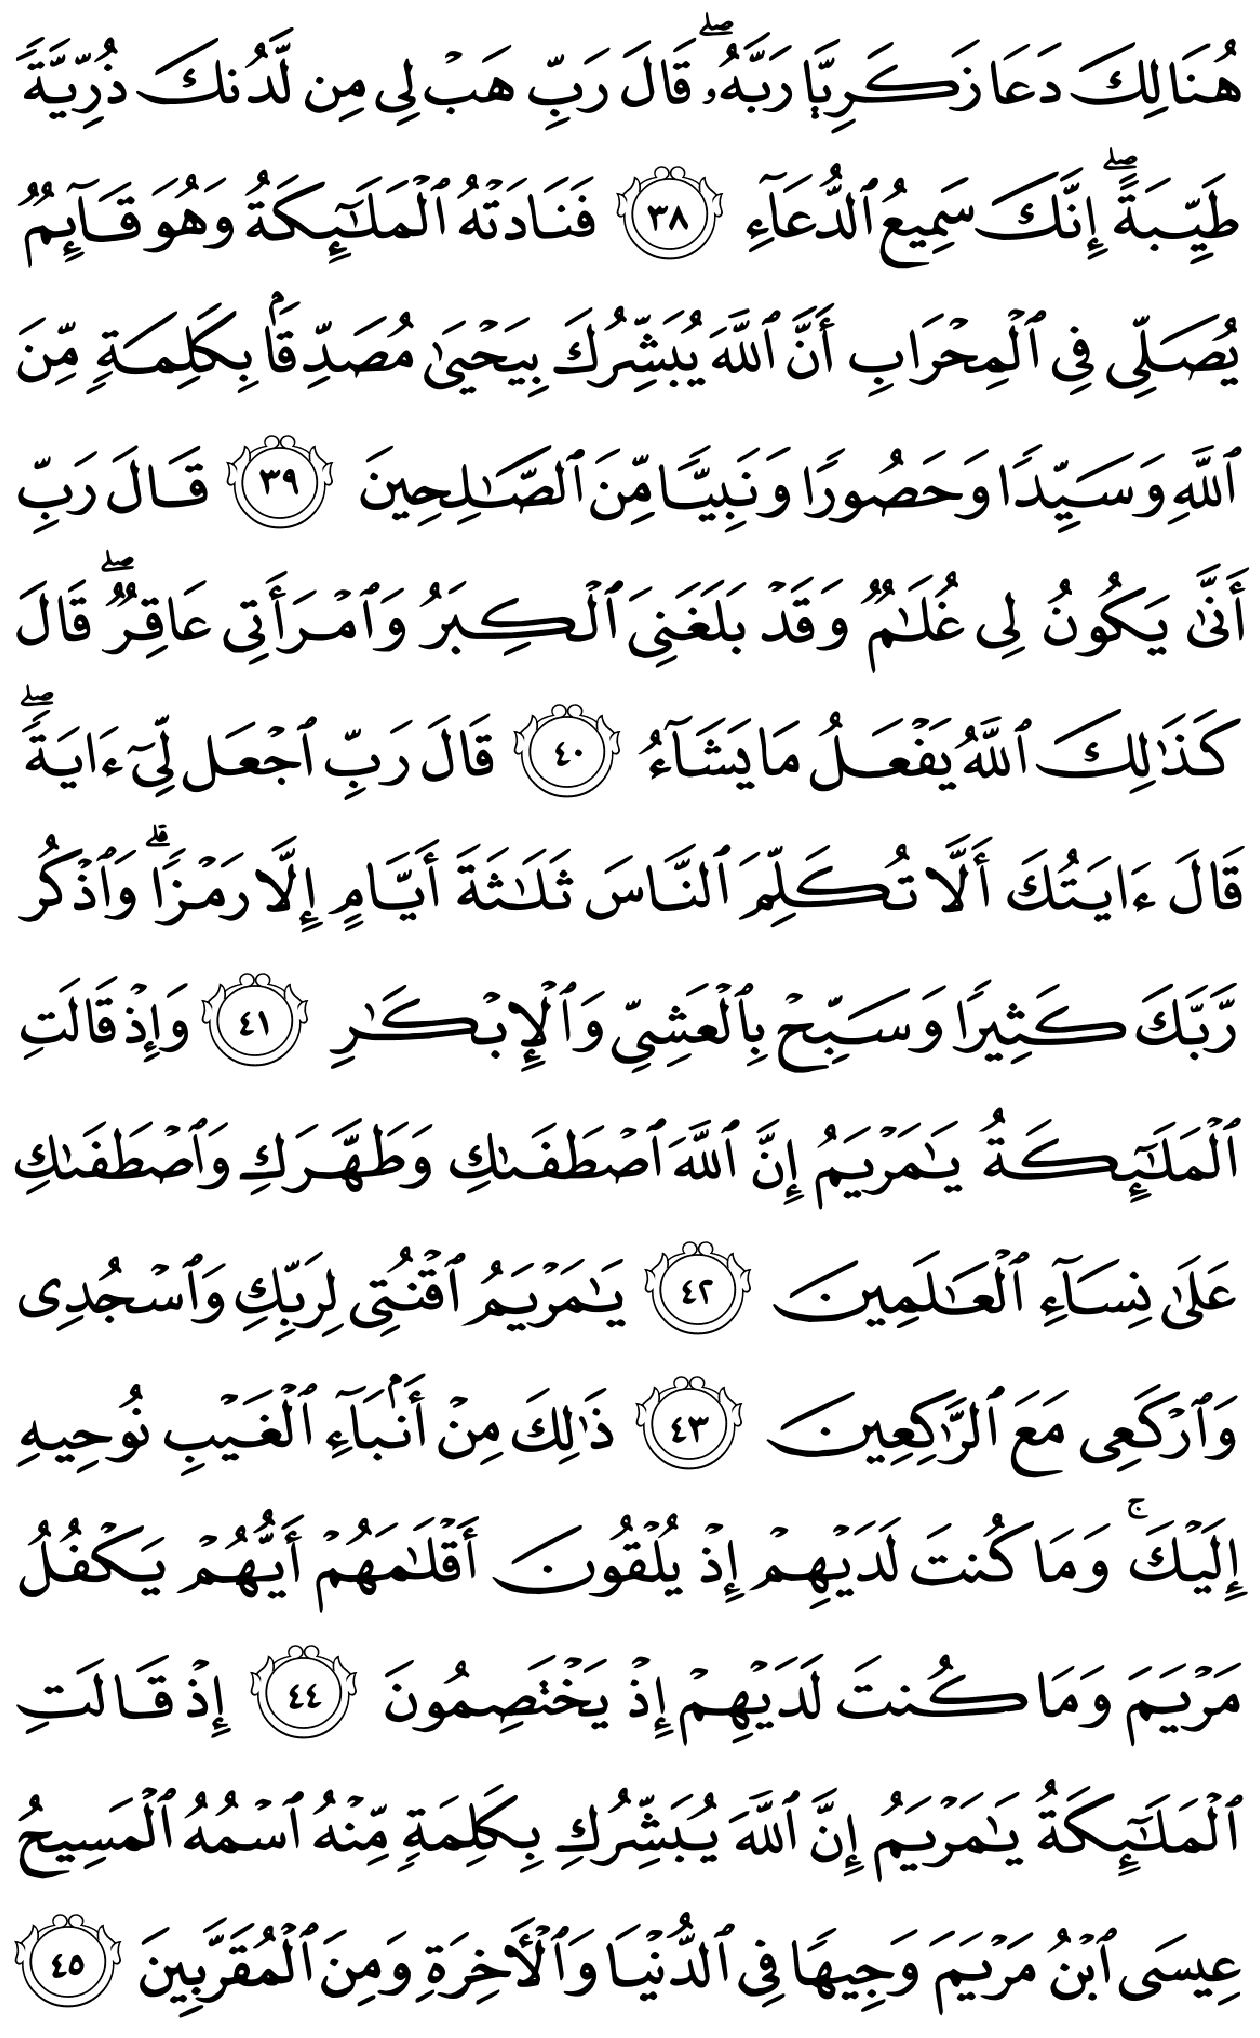 هُنَالِكَ دَعَا زَكَرِيَّا رَبَّهُۥۖ قَالَ رَبِّ هَبْ لِى مِن لَّدُنكَ ذُرِّيَّةً
طَيِّبَةًۖ إِنَّكَ سَمِيعُ ٱلدُّعَآءِ ٣٨ فَنَادَتْهُ ٱلْمَلَٰٓئِكَةُ وَهُوَ قَآئِمٌ
يُصَلِّى فِى ٱلْمِحْرَابِ أَنَّ ٱللَّهَ يُبَشِّرُكَ بِيَحْيَىٰ مُصَدِّقَۢا بِكَلِمَةٍ مِّنَ
ٱللَّهِ وَسَيِّدًا وَحَصُورًا وَنَبِيًّا مِّنَ ٱلصَّٰلِحِينَ ٣٩ قَالَ رَبِّ
أَنَّىٰ يَكُونُ لِى غُلَٰمٌ وَقَدْ بَلَغَنِىَ ٱلْكِبَرُ وَٱمْرَأَتِى عَاقِرٌۖ قَالَ
كَذَٰلِكَ ٱللَّهُ يَفْعَلُ مَا يَشَآءُ ٤٠ قَالَ رَبِّ ٱجْعَل لِّىٓ ءَايَةًۖ
قَالَ ءَايَتُكَ أَلَّا تُكَلِّمَ ٱلنَّاسَ ثَلَٰثَةَ أَيَّامٍ إِلَّا رَمْزًاۗ وَٱذْكُر
رَّبَّكَ كَثِيرًا وَسَبِّحْ بِٱلْعَشِىِّ وَٱلْإِبْكَٰرِ ٤١ وَإِذْ قَالَتِ
ٱلْمَلَٰٓئِكَةُ يَٰمَرْيَمُ إِنَّ ٱللَّهَ ٱصْطَفَىٰكِ وَطَهَّرَكِ وَٱصْطَفَىٰكِ
عَلَىٰ نِسَآءِ ٱلْعَٰلَمِينَ ٤٢ يَٰمَرْيَمُ ٱقْنُتِى لِرَبِّكِ وَٱسْجُدِى
وَٱرْكَعِى مَعَ ٱلرَّٰكِعِينَ ٤٣ ذَٰلِكَ مِنْ أَنۢبَآءِ ٱلْغَيْبِ نُوحِيهِ
إِلَيْكَۚ وَمَا كُنتَ لَدَيْهِمْ إِذْ يُلْقُونَ أَقْلَٰمَهُمْ أَيُّهُمْ يَكْفُلُ
مَرْيَمَ وَمَا كُنتَ لَدَيْهِمْ إِذْ يَخْتَصِمُونَ ٤٤ إِذْ قَالَتِ
ٱلْمَلَٰٓئِكَةُ يَٰمَرْيَمُ إِنَّ ٱللَّهَ يُبَشِّرُكِ بِكَلِمَةٍ مِّنْهُ ٱسْمُهُ ٱلْمَسِيحُ
عِيسَى ٱبْنُ مَرْيَمَ وَجِيهًا فِى ٱلدُّنْيَا وَٱلْأَخِرَةِ وَمِنَ ٱلْمُقَرَّبِينَ ٤٥